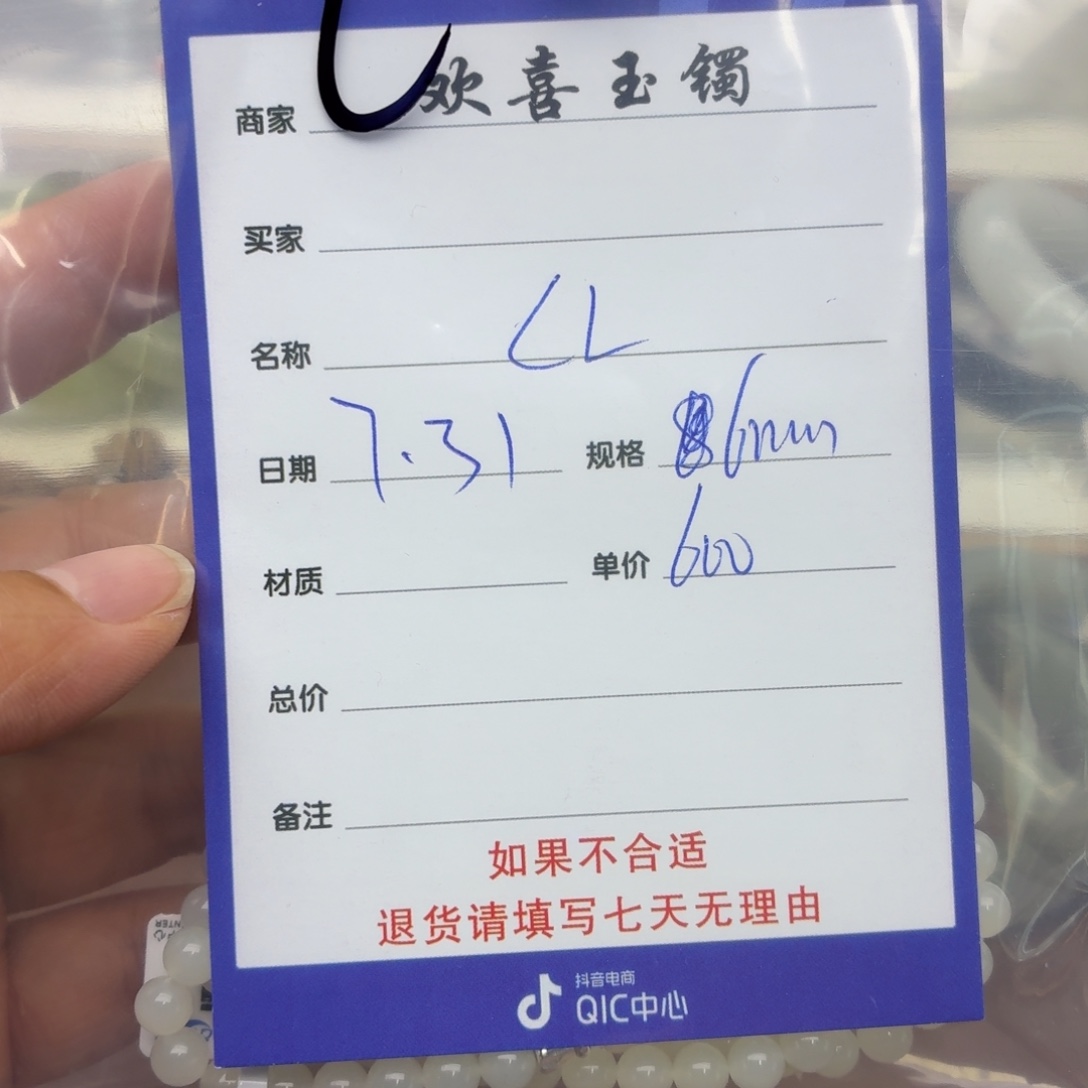 商家 欢喜玉镯
买家
名称 CL
日期 7.31 规格 6mm
材质 单价 600
总价
备注
如果不合适
退货请填写七天无理由
抖音电商
QIC中心